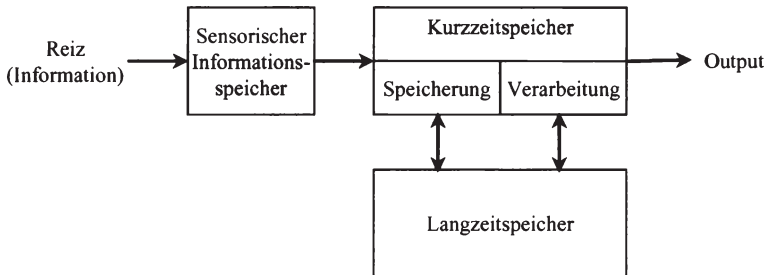 Reiz
(Information)
Sensorischer
Informations-
speicher
Kurzzeitspeicher
Speicherung
Verarbeitung
Output
Langzeitspeicher